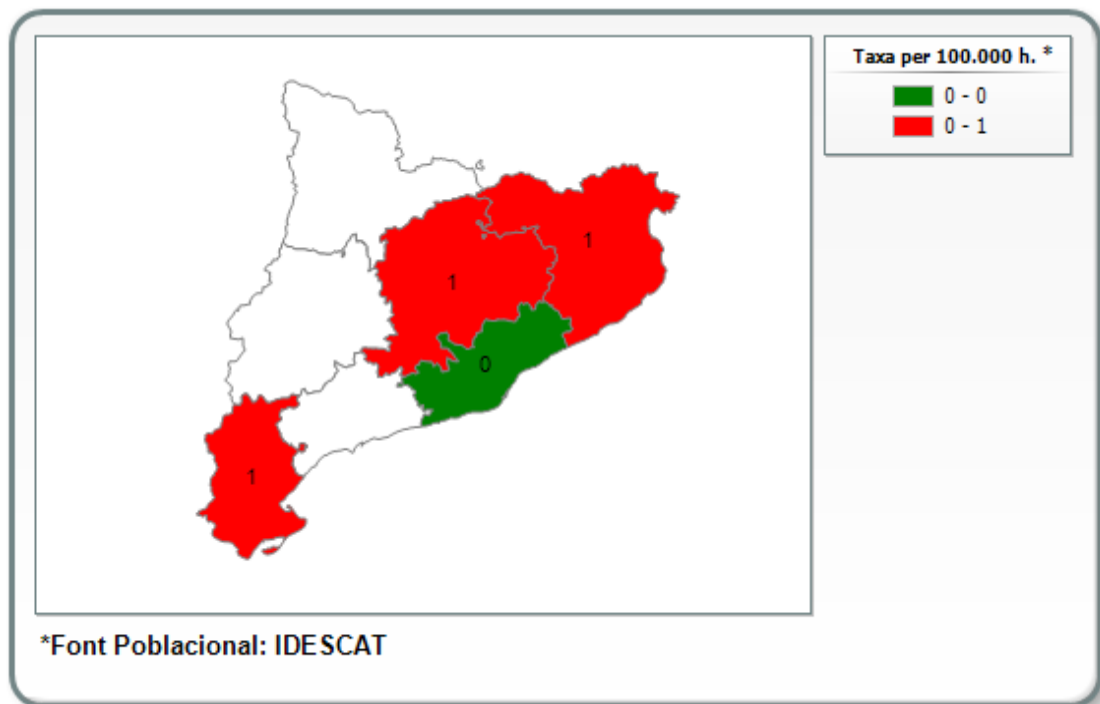 Taxa per 100.000 h. *
0 - 0
0 - 1
1
1
0
1
*Font Poblacional: IDESCAT